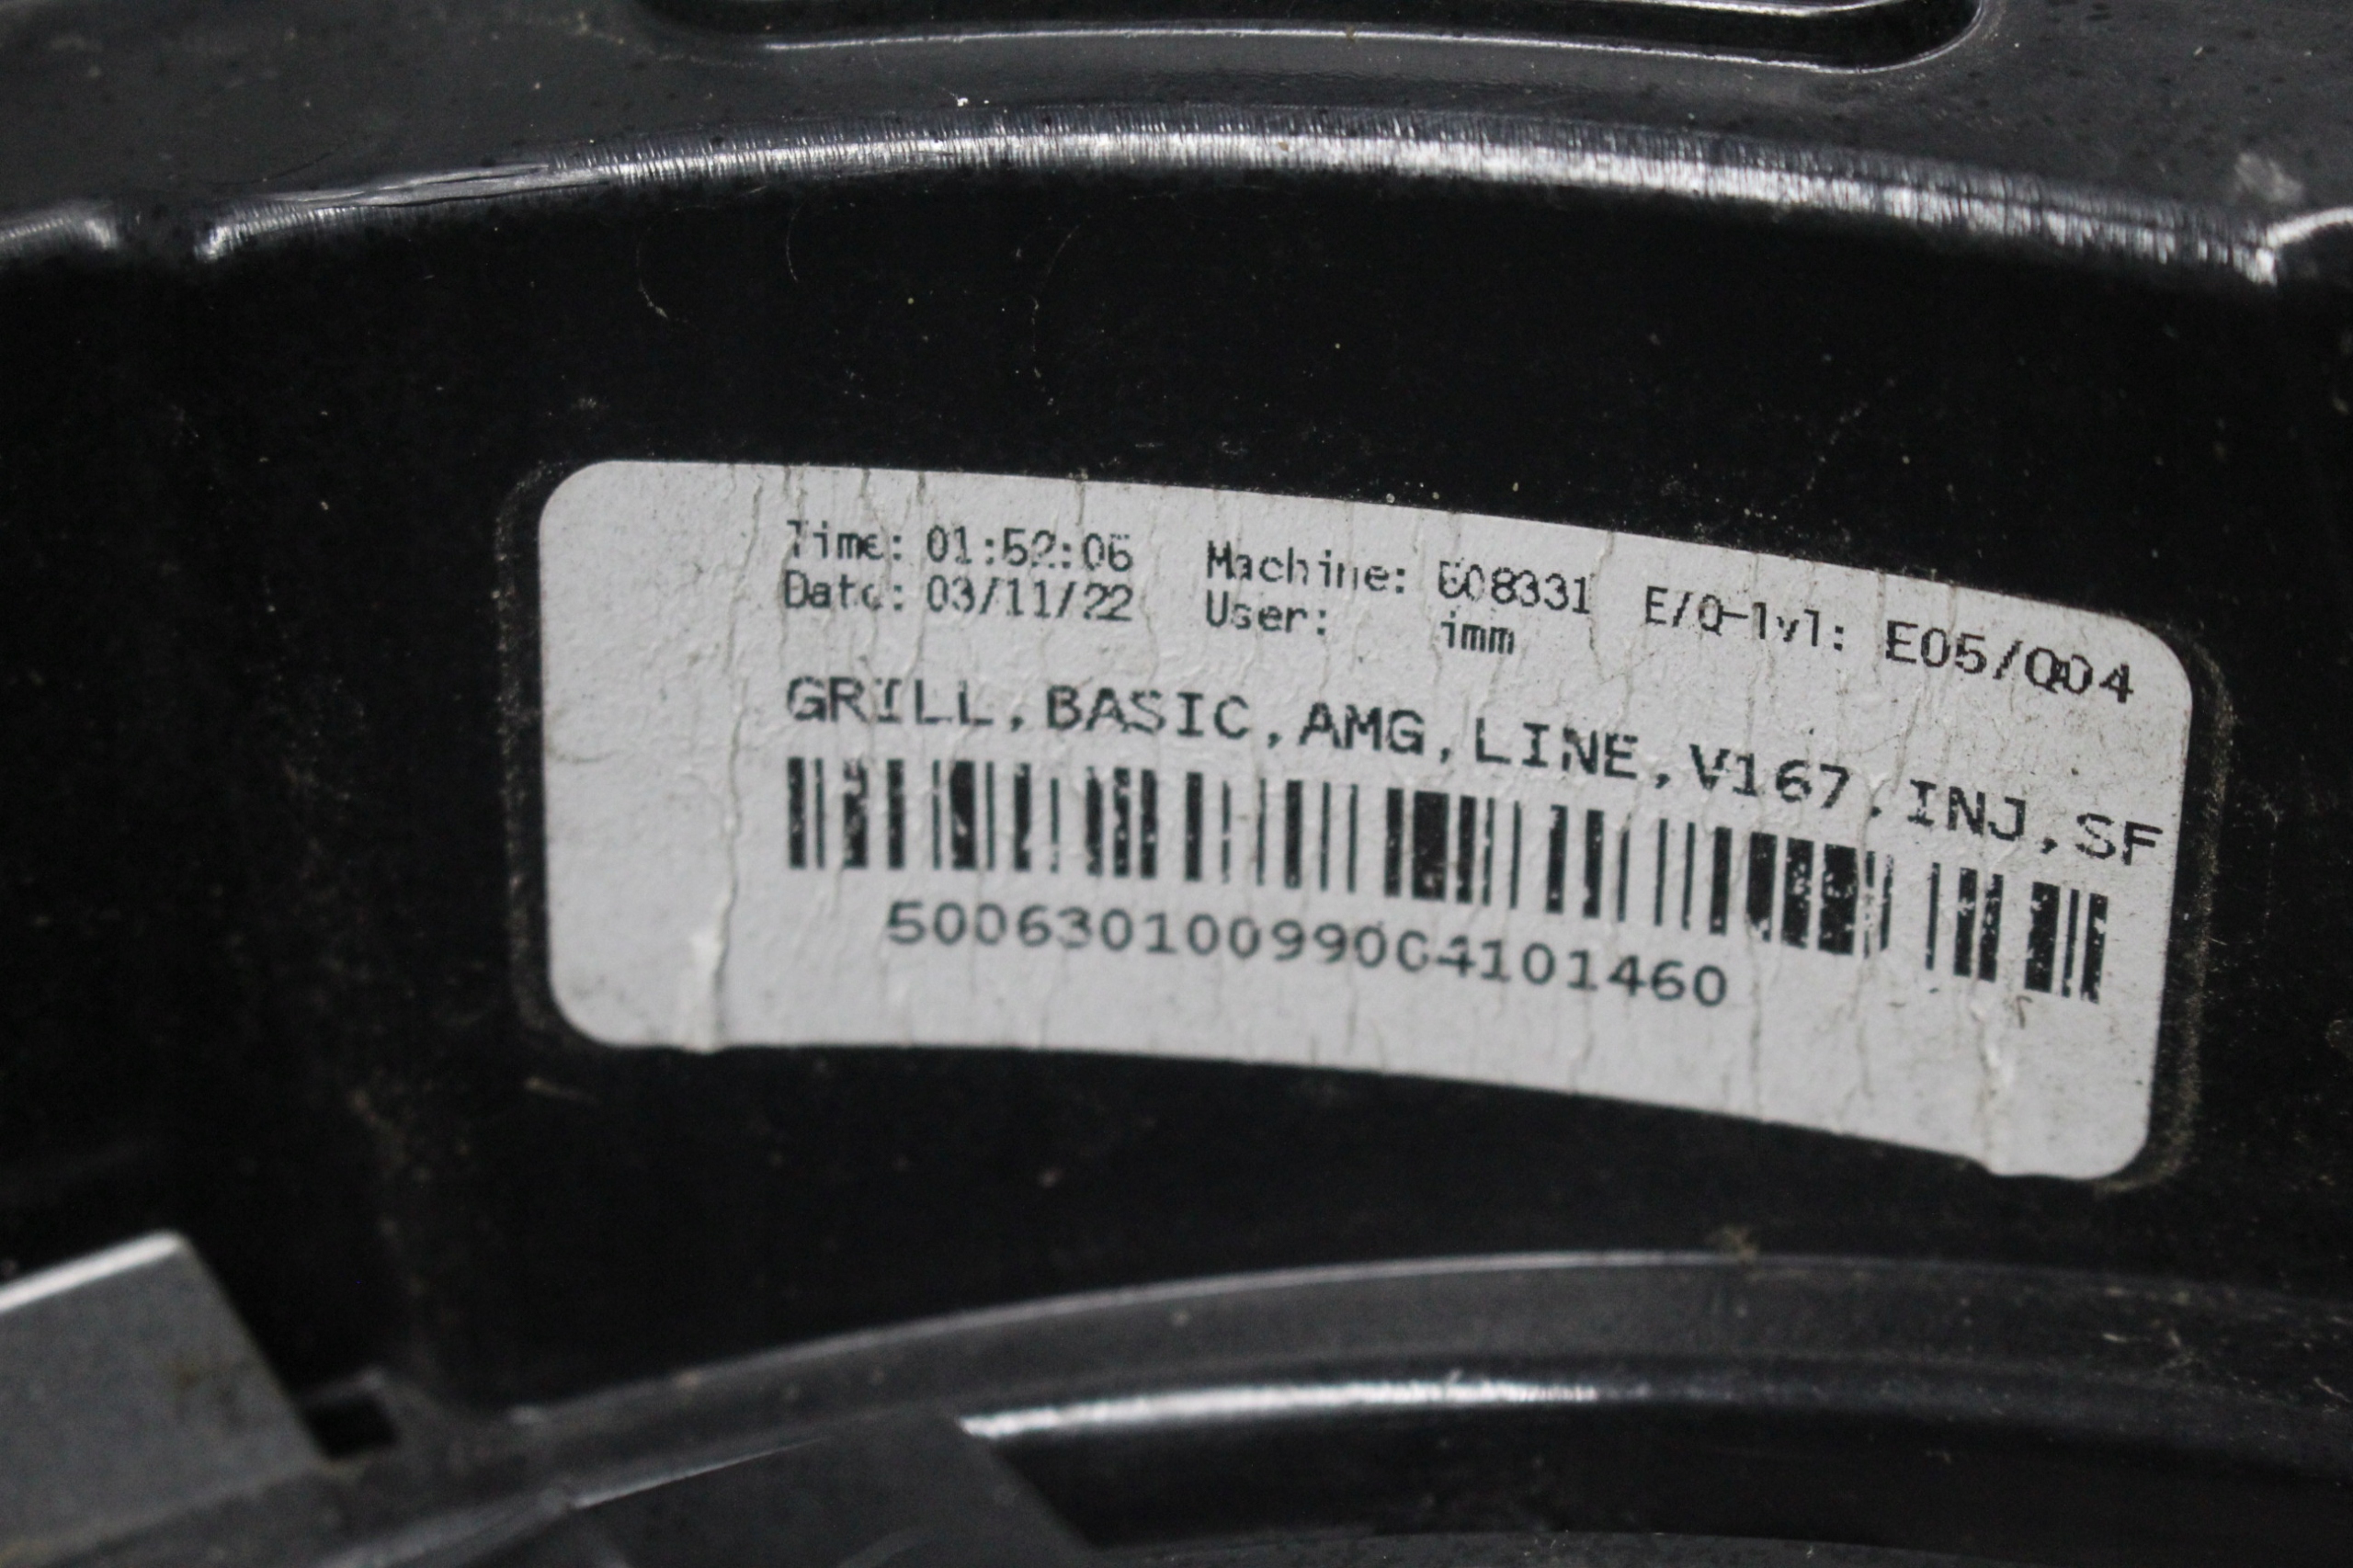 Time: 01:52:06 Machine: E08331 E/Q-lvl: E05/Q04
Date: 03/11/22 User: imm
GRILL,BASIC,AMG,LINE,V167,INJ,SF
50063010099004101460